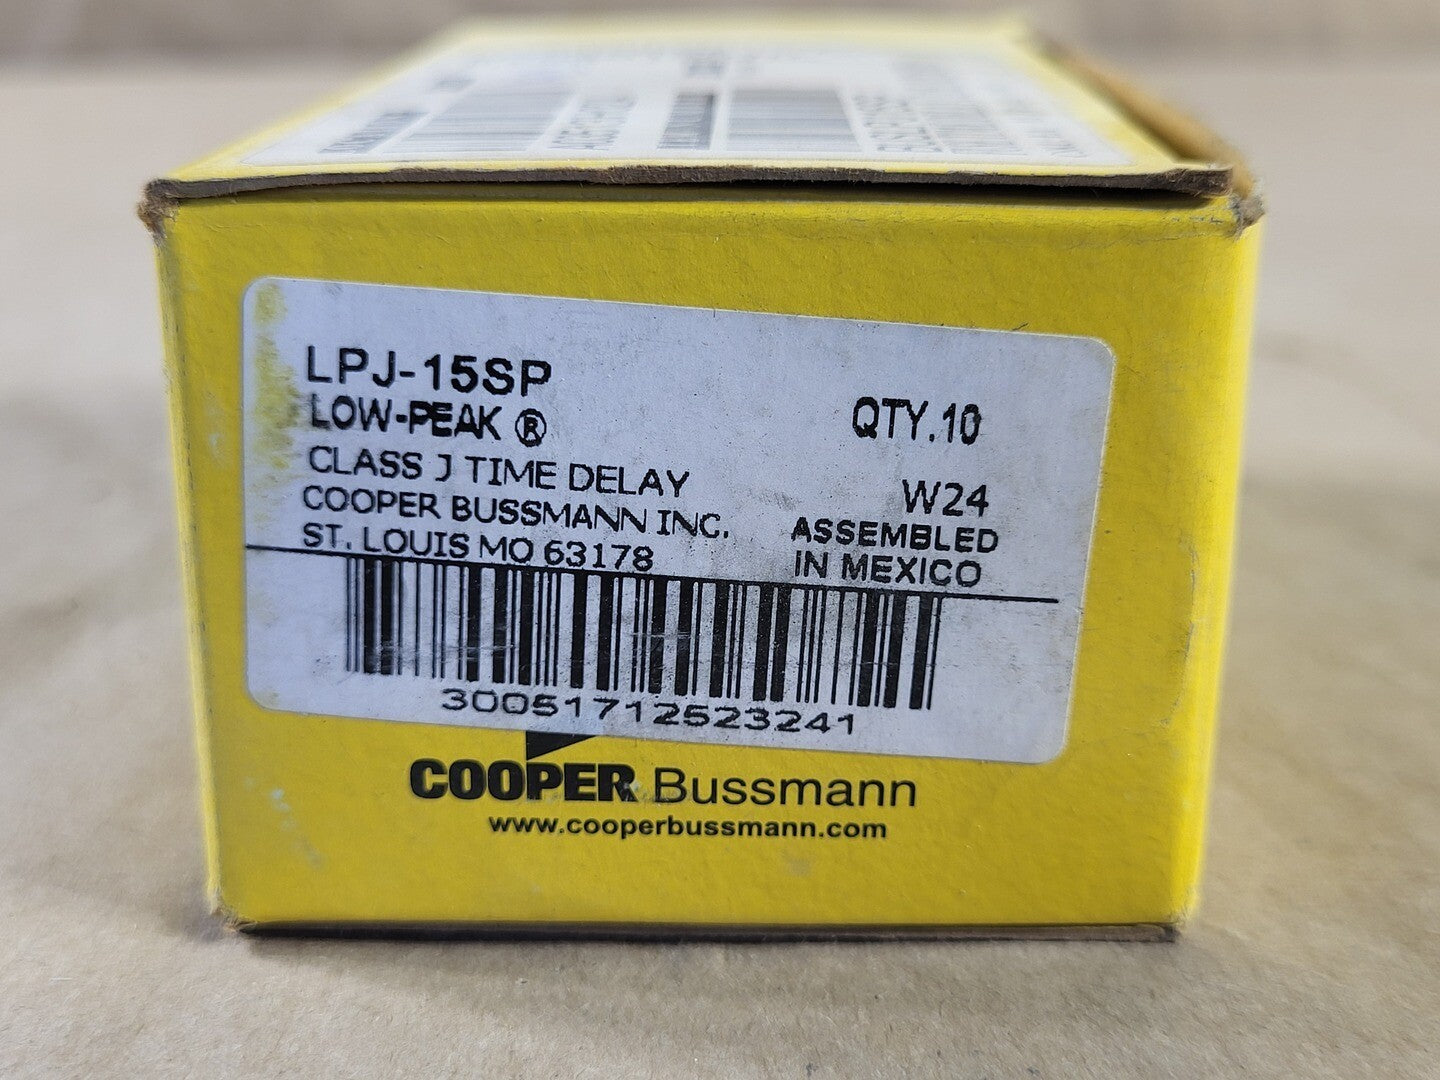 LPJ-15SP
LOW-PEAK ®
QTY.10
CLASS J TIME DELAY
COOPER BUSSMANN INC.
W24
ST. LOUIS MO 63178
ASSEMBLED
IN MEXICO
30051712523241
COOPER Bussmann
www.cooperbussmann.com